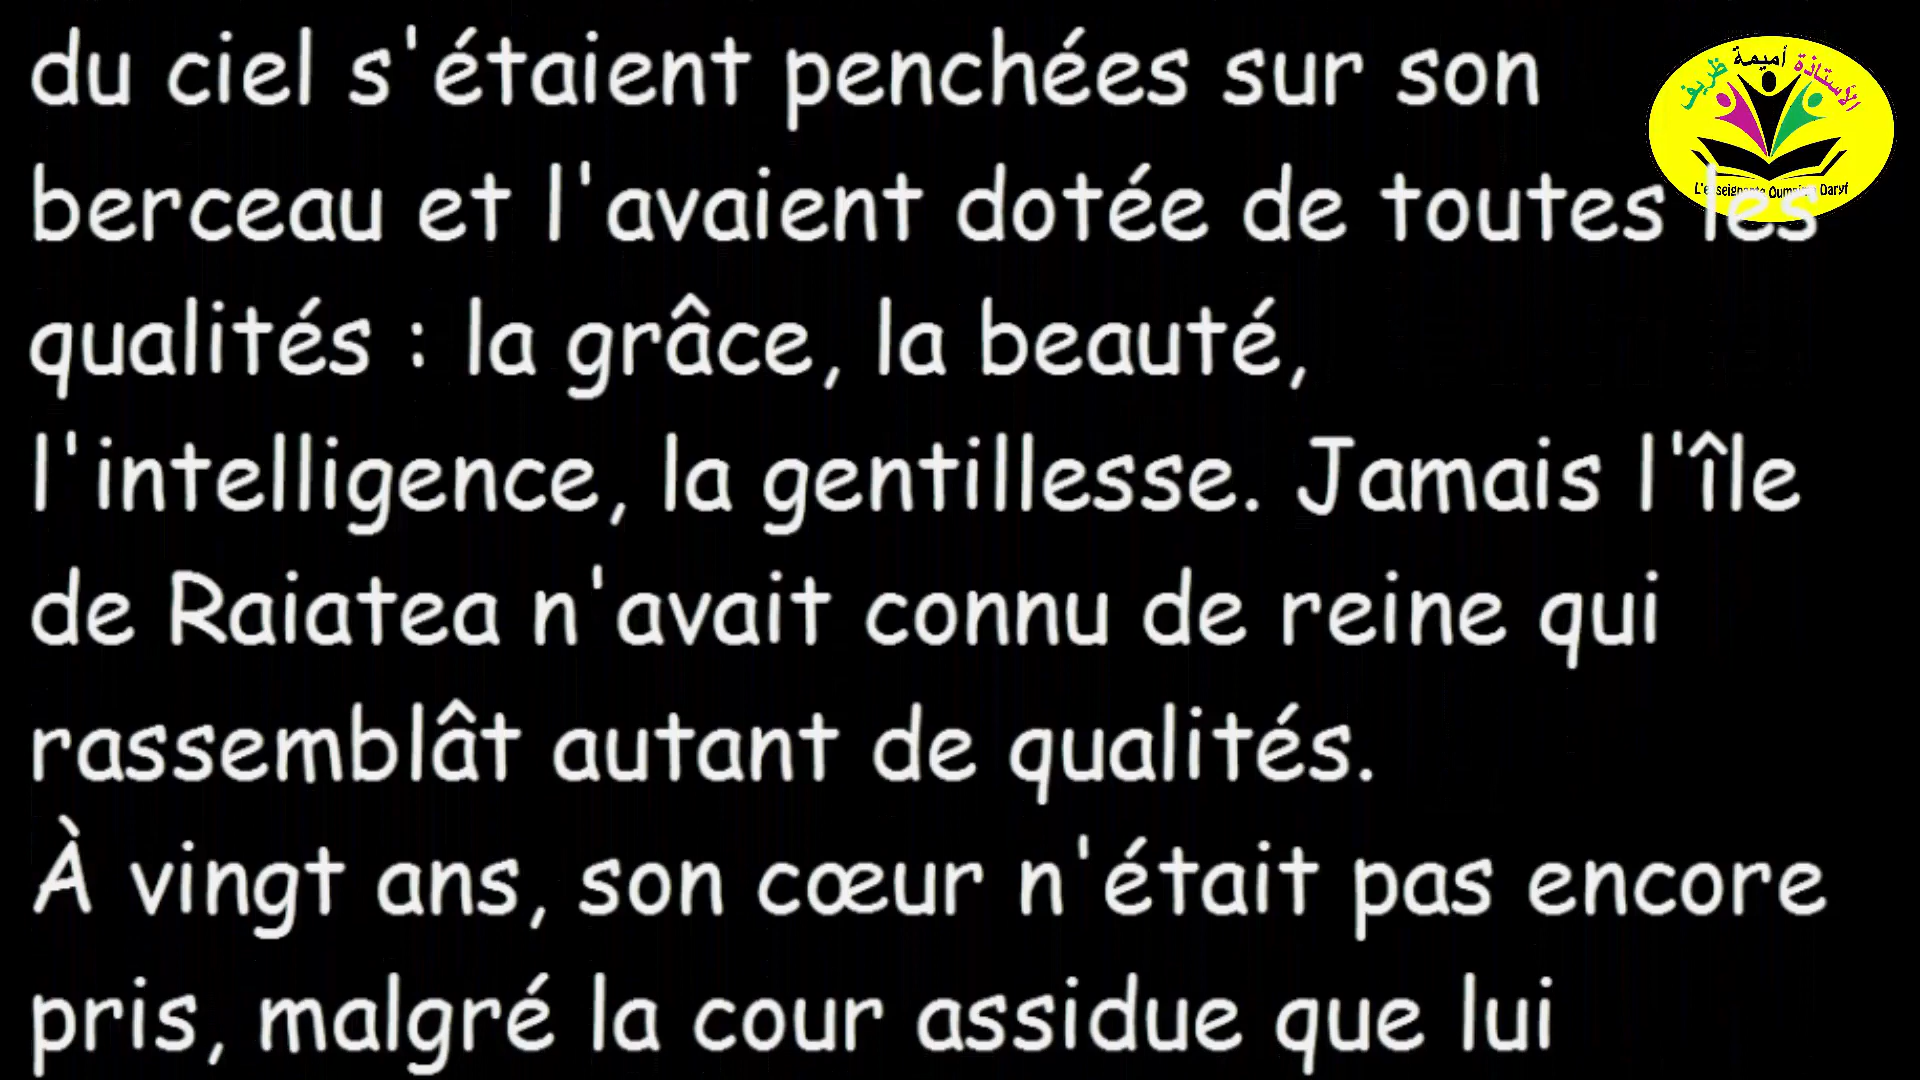 du ciel s'étaient penchées sur son
berceau et l'avaient dotée de toutes les
qualités : la grâce, la beauté,
l'intelligence, la gentillesse. Jamais l'île
de Raiatea n'avait connu de reine qui
rassemblât autant de qualités.
À vingt ans, son cœur n'était pas encore
pris, malgré la cour assidue que lui
الأستاذة أميمة ظريف
Daryf